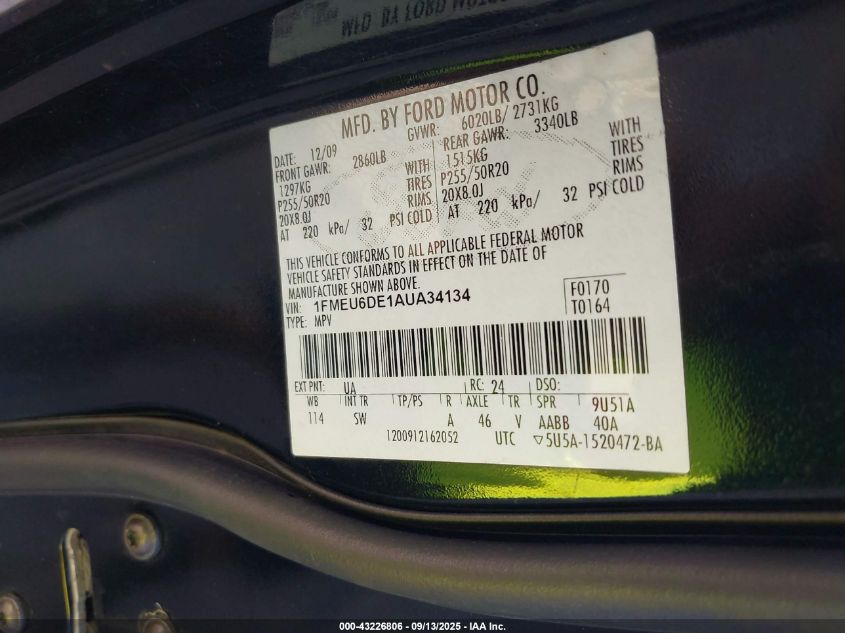 MFD. BY FORD MOTOR CO.
DATE: 12/09 GVWR: 6020LB/ 2731KG
FRONT GAWR: 2860LB REAR GAWR: 3340LB
1297KG WITH 1515KG WITH
P255/50R20 TIRES P255/50R20 TIRES
20X8.0J RIMS 20X8.0J RIMS
AT 220 kPa/ 32 PSI COLD AT 220 kPa/ 32 PSI COLD
THIS VEHICLE CONFORMS TO ALL APPLICABLE FEDERAL MOTOR
VEHICLE SAFETY STANDARDS IN EFFECT ON THE DATE OF
MANUFACTURE SHOWN ABOVE.
VIN: 1FMEU6DE1AUA34134 F0170
TYPE: MPV T0164
EXT PNT: UA RC: 24 DSO:
WB INT TR TP/PS R AXLE TR SPR 9U51A
114 SW A 46 V AABB 40A
1200912162052 UTC ▽5U5A-1520472-BA
000-43226806 - 09/13/2025 - IAA Inc.